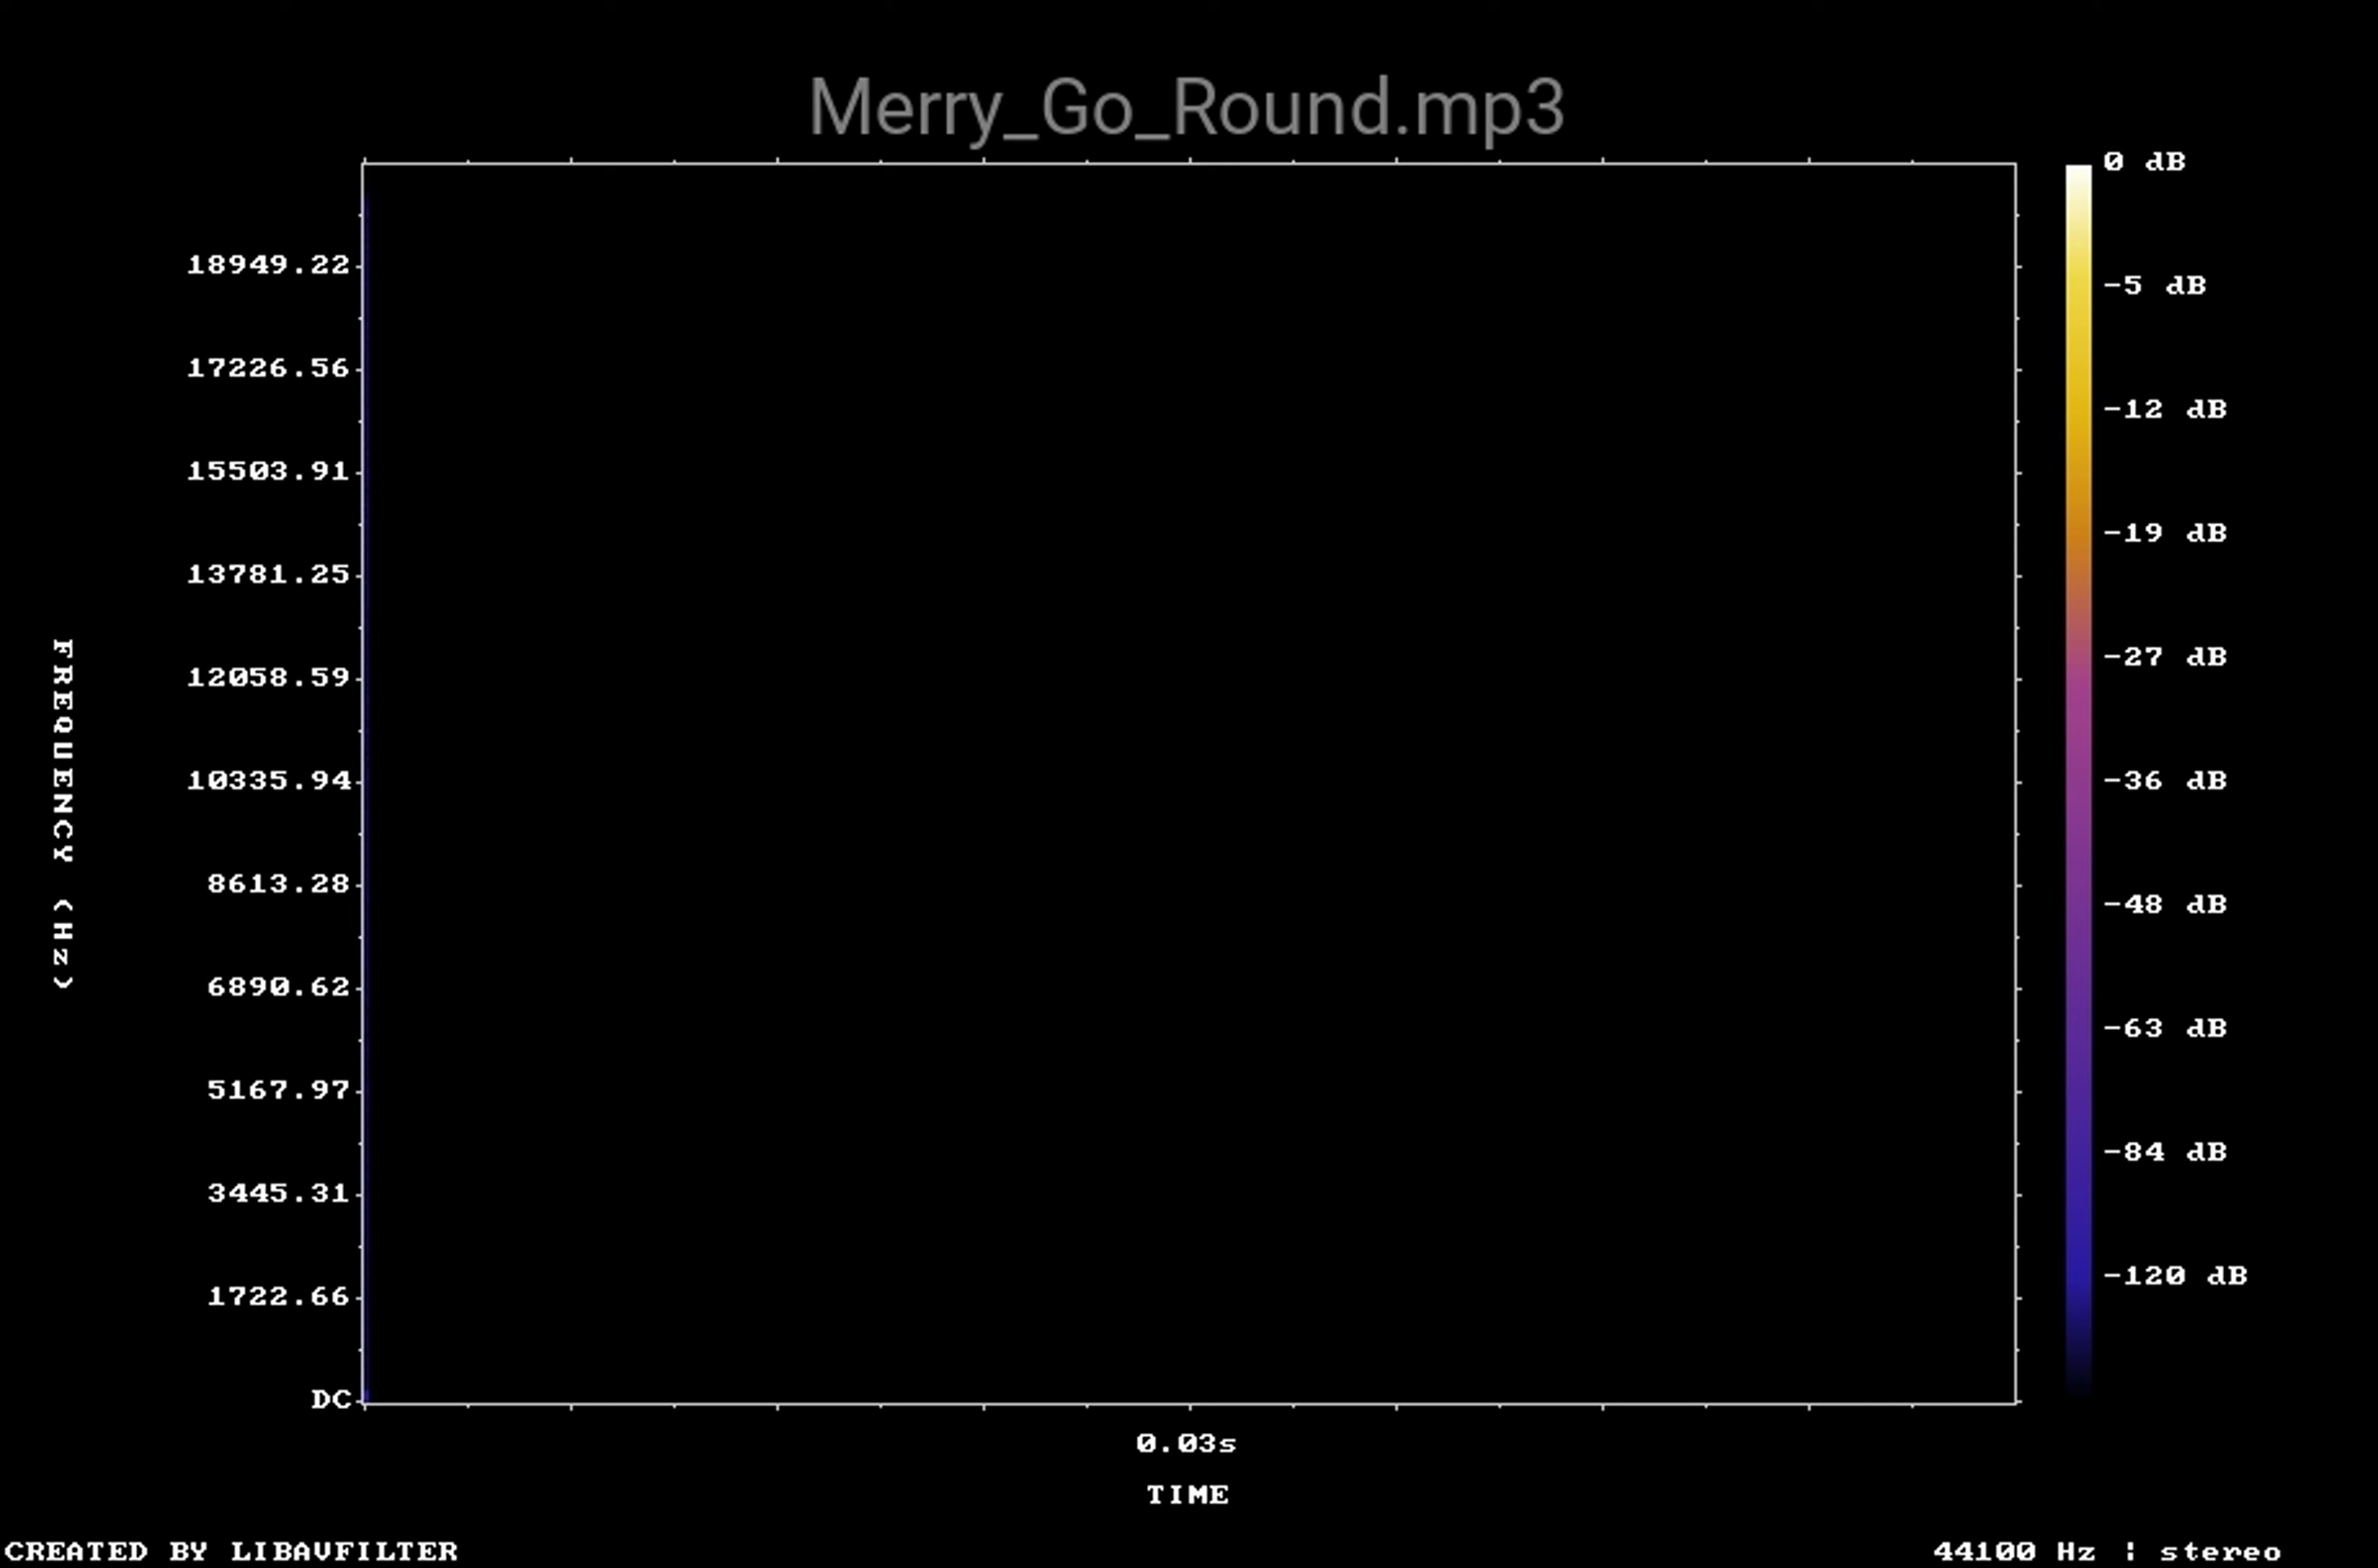 Merry_Go_Round.mp3
0 dB
18949.22
-5 dB
17226.56
-12 dB
15503.91
-19 dB
13781.25
-27 dB
12058.59
10335.94
-36 dB
FREQUENCY (Hz)
8613.28
-48 dB
6890.62
-63 dB
5167.97
-84 dB
3445.31
-120 dB
1722.66
DC
0.03s
TIME
CREATED BY LIBAVFILTER
44100 Hz | stereo